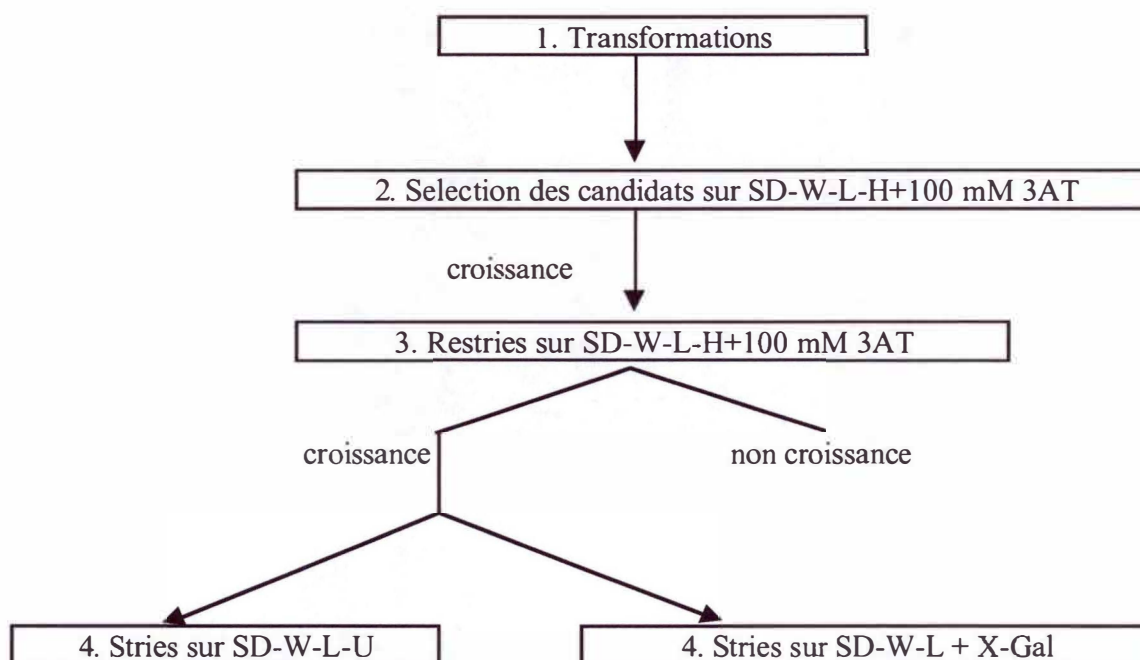 1. Transformations
2. Selection des candidats sur SD-W-L-H+100 mM 3AT
croissance
3. Restries sur SD-W-L-H+100 mM 3AT
croissance
non croissance
4. Stries sur SD-W-L-U
4. Stries sur SD-W-L + X-Gal